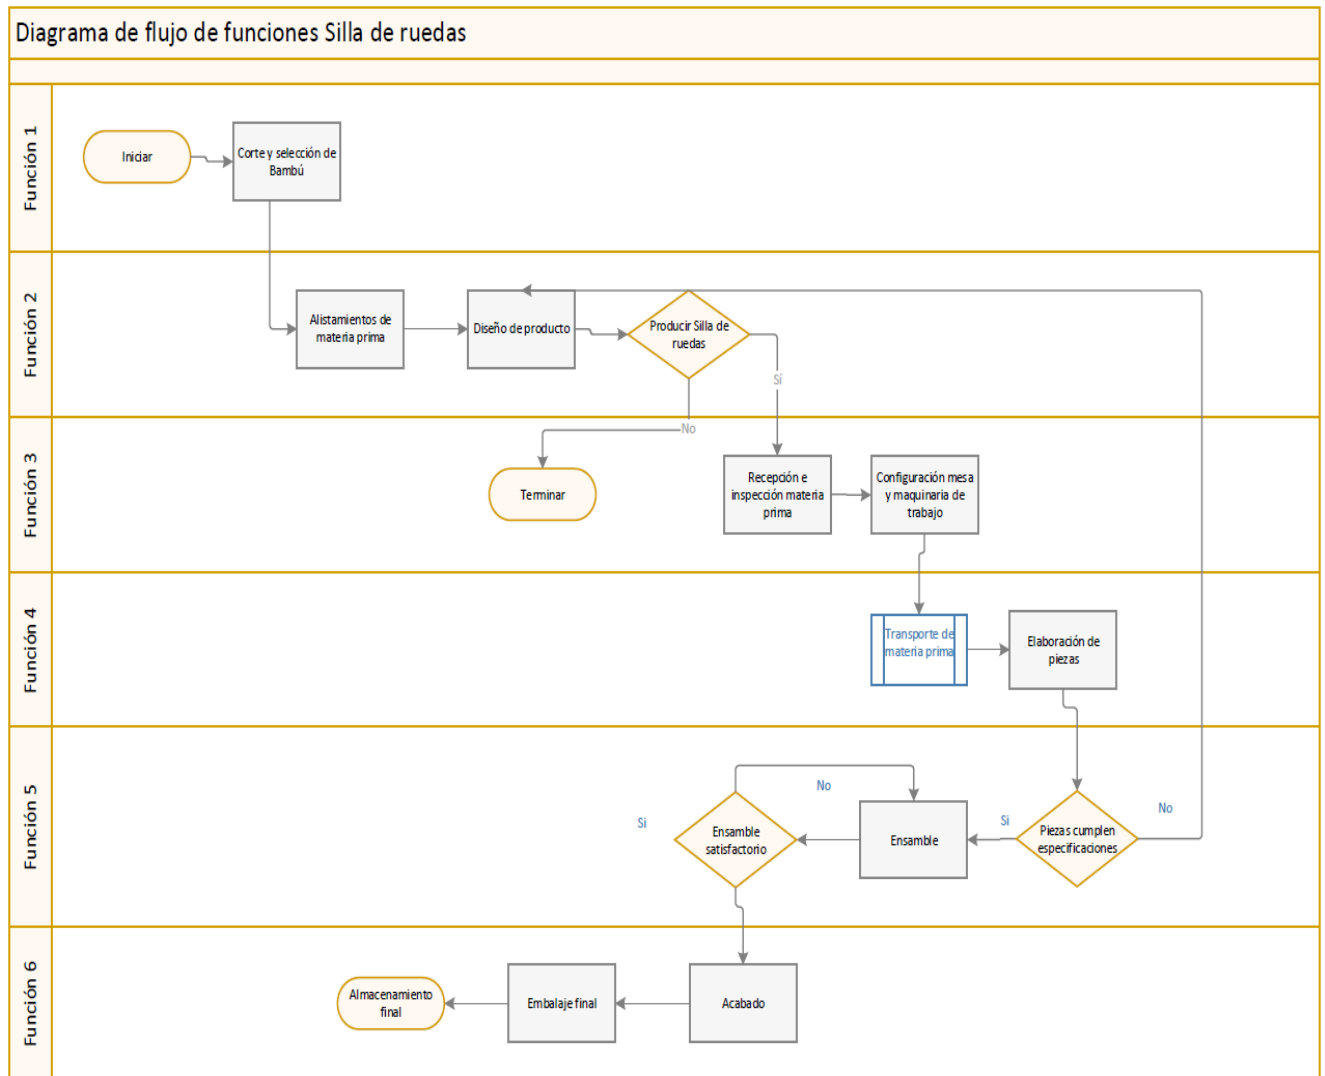 Diagrama de flujo de funciones Silla de ruedas
Función 1
Iniciar
Corte y selección de
Bambú
Función 2
Alistamientos de
materia prima
Diseño de producto
Producir Silla de
ruedas
Sí
No
Función 3
Terminar
Recepción e
inspección materia
prima
Configuración mesa
y maquinaria de
trabajo
Función 4
Transporte de
materia prima
Elaboración de
piezas
Función 5
Si
Ensamble
satisfactorio
No
Ensamble
Si
Piezas cumplen
especificaciones
No
Función 6
Almacenamiento
final
Embalaje final
Acabado